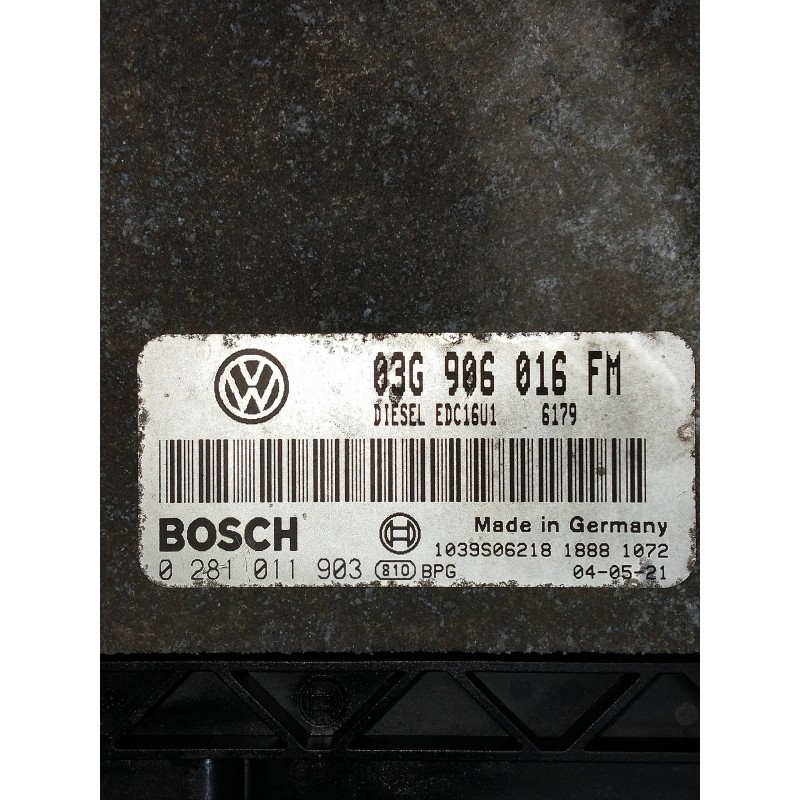 03G 906 016 FM
DIESEL EDC16U1 6179
BOSCH
Made in Germany
1039S06218 1888 1072
0 281 011 903 810 BPG 04-05-21